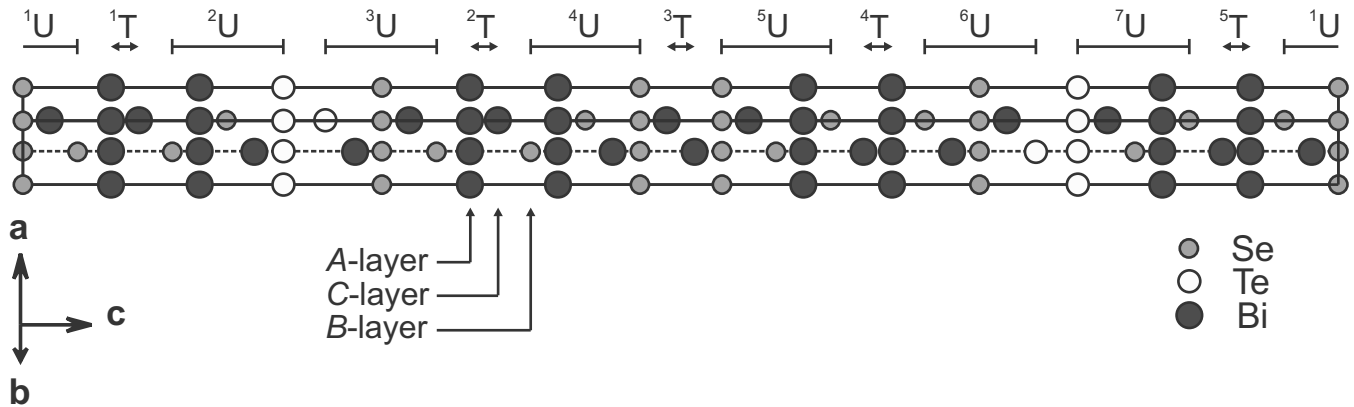 ¹U ¹T ²U ³U ²T ⁴U ³T ⁵U ⁴T ⁶U ⁷U ⁵T ¹U
A-layer
C-layer
B-layer
a
c
b
Se
Te
Bi